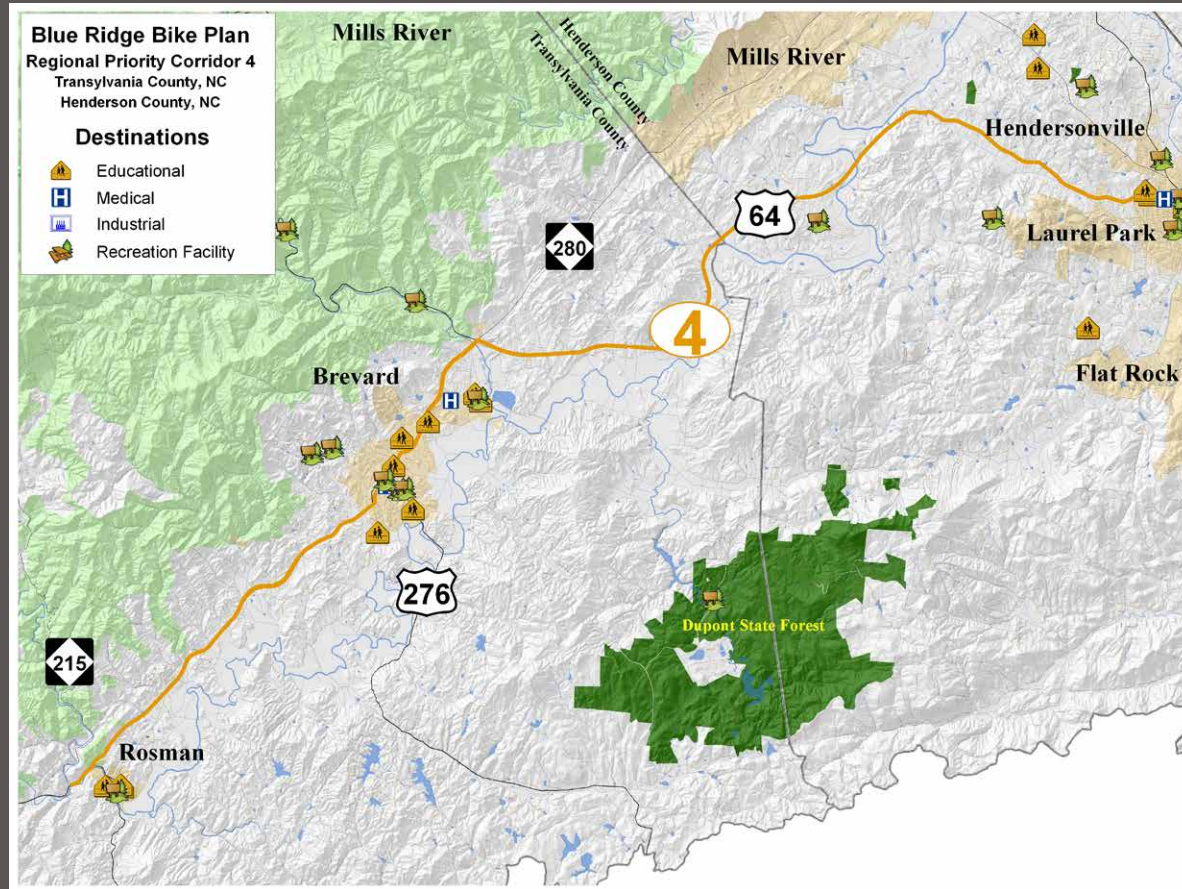 Blue Ridge Bike Plan
Regional Priority Corridor 4
Transylvania County, NC
Henderson County, NC
Destinations
Educational
H
Medical
Industrial
Recreation Facility
Mills River
Henderson County
Transylvania County
Mills River
Hendersonville
64
H
Laurel Park
280
4
Brevard
Flat Rock
H
276
Dupont State Forest
215
Rosman